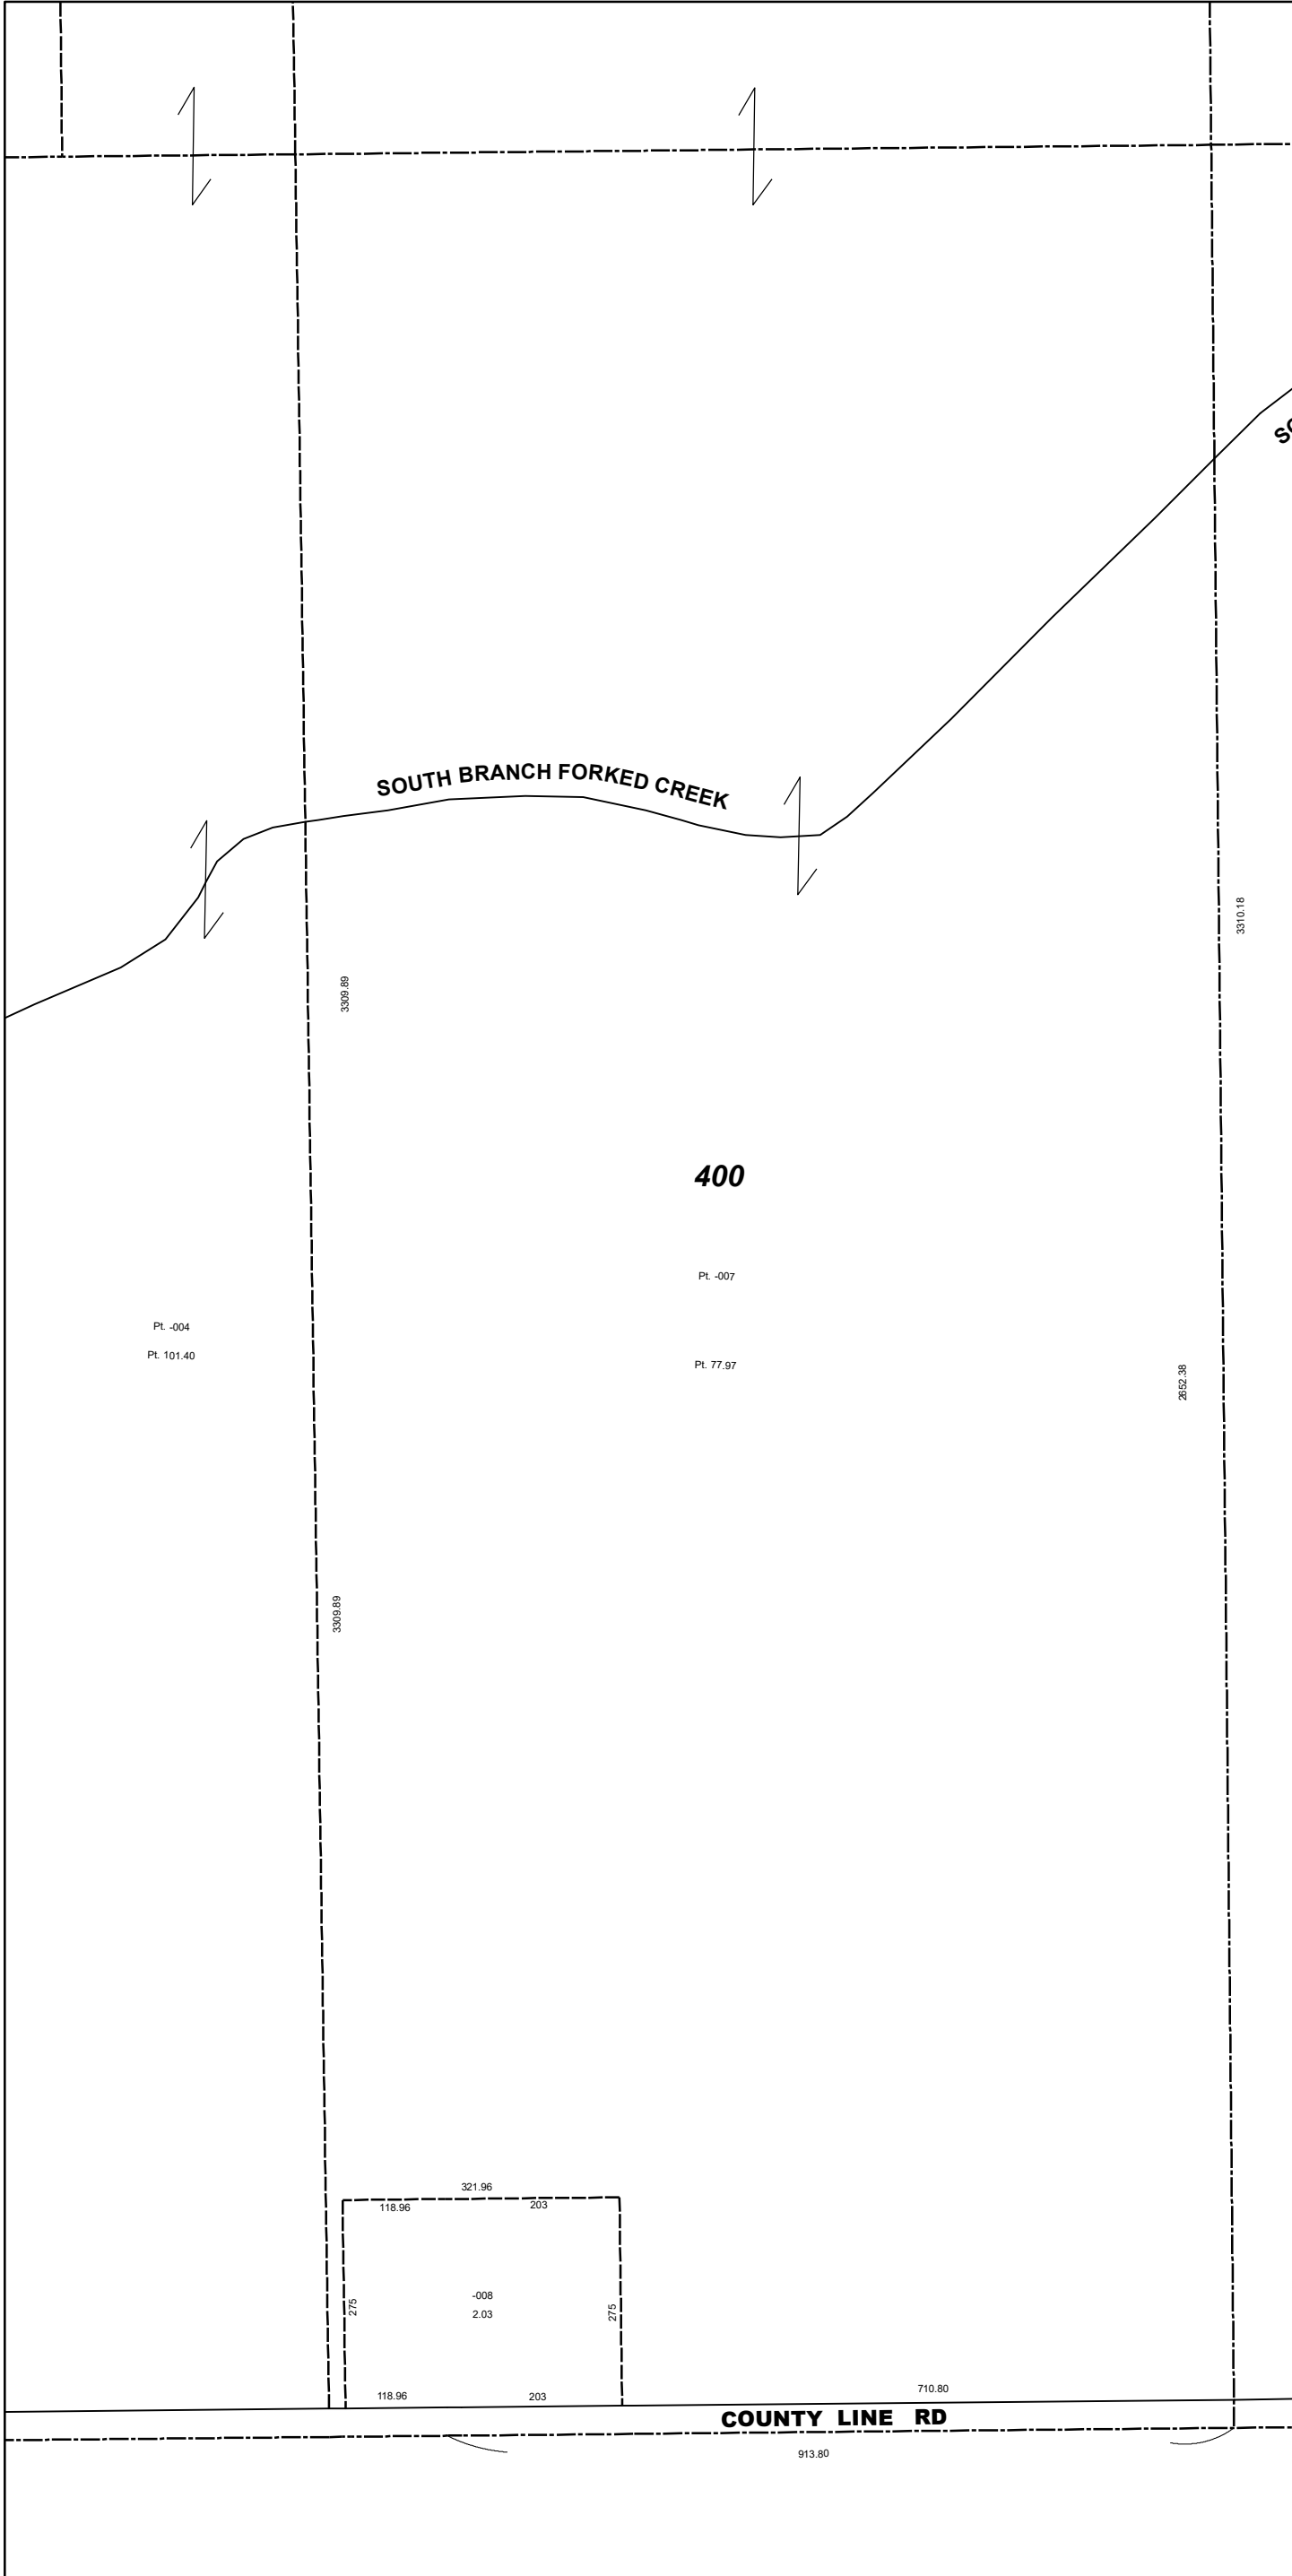 SO
SOUTH BRANCH FORKED CREEK
3310.18
3309.89
400
Pt. -007
Pt. -004
Pt. 101.40
Pt. 77.97
2652.38
3309.89
321.96
118.96
203
-008
2.03
275
275
118.96
203
710.80
COUNTY LINE RD
913.80